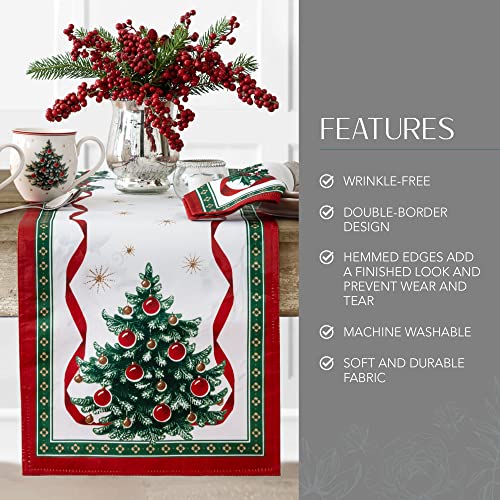 FEATURES
WRINKLE-FREE
DOUBLE-BORDER
DESIGN
HEMMED EDGES ADD
A FINISHED LOOK AND
PREVENT WEAR AND
TEAR
MACHINE WASHABLE
SOFT AND DURABLE
FABRIC